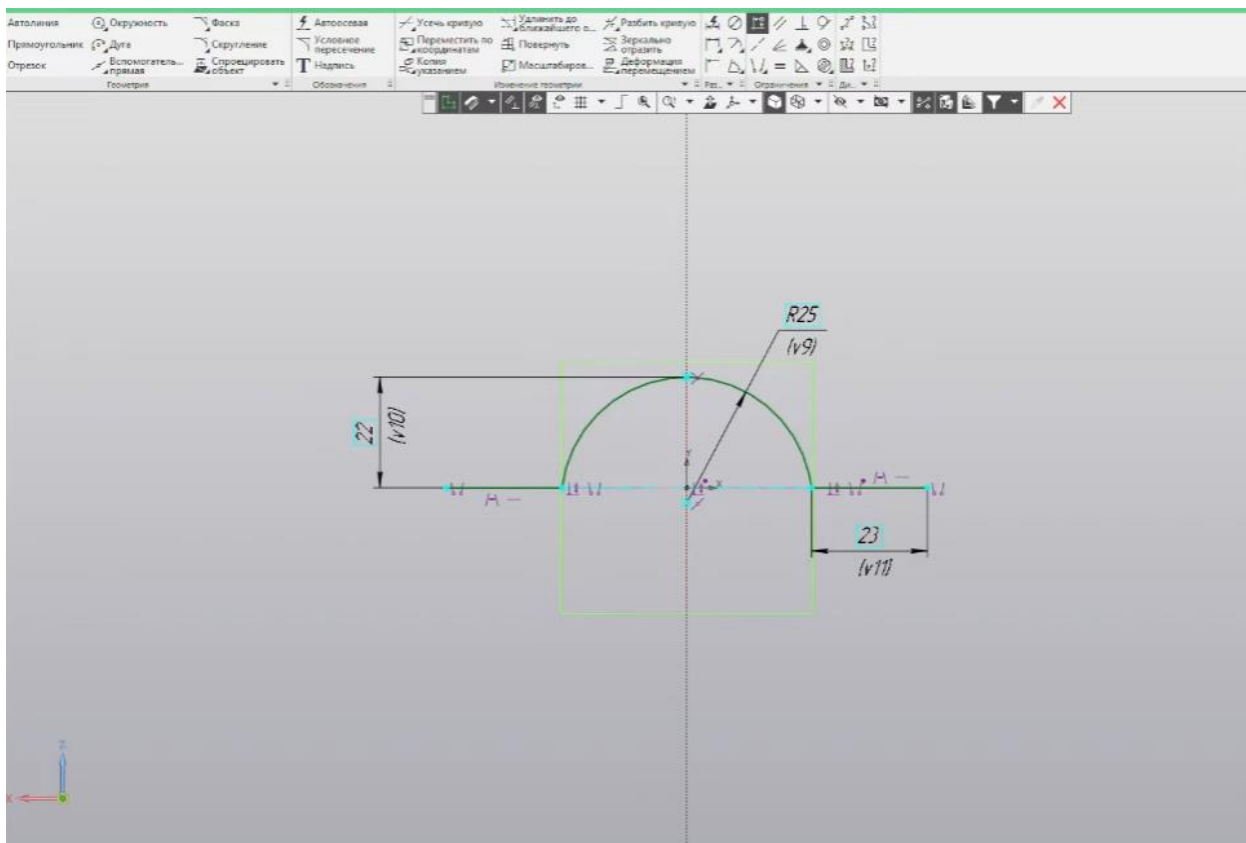 Автолиния Окружность Фаска Автоосевая Усечь кривую Удлинить до ближайшего о... Разбить кривую
Прямоугольник Дуга Скругление Условное пересечение Переместить по координатам Повернуть Зеркально отразить
Отрезок Вспомогатель... прямая Спроецировать объект Надпись Копия указанием Масштабиров... Деформация перемещением
Геометрия Обозначения Изменение геометрии Раз... Ограничения Ди...
R25
(v9)
22
(v10)
Y
X
23
(v11)
Z
X